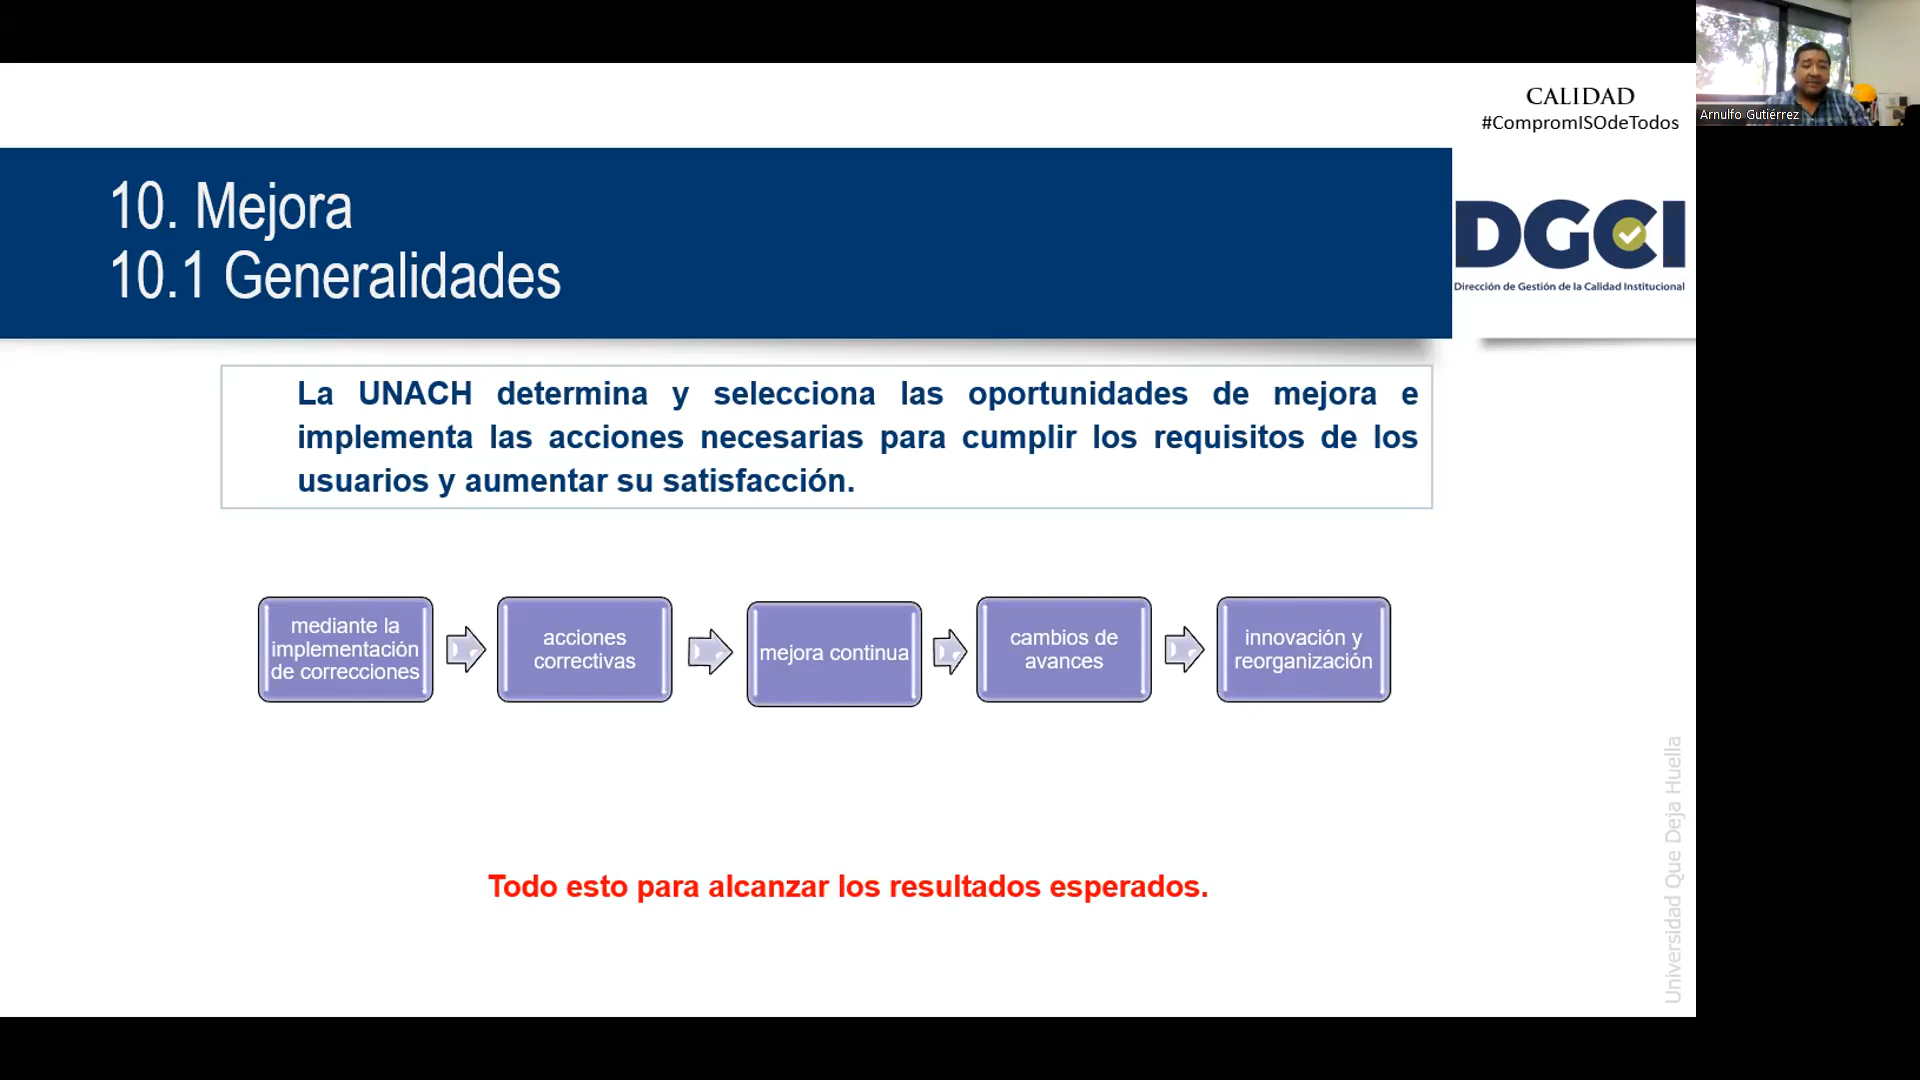 CALIDAD
#CompromISOdeTodos
Arnulfo Gutiérrez
10. Mejora
10.1 Generalidades
DGCI
Dirección de Gestión de la Calidad Institucional
La UNACH determina y selecciona las oportunidades de mejora e
implementa las acciones necesarias para cumplir los requisitos de los
usuarios y aumentar su satisfacción.
mediante la
implementación
de correcciones
acciones
correctivas
mejora continua
cambios de
avances
innovación y
reorganización
Todo esto para alcanzar los resultados esperados.
Universidad Que Deja Huella